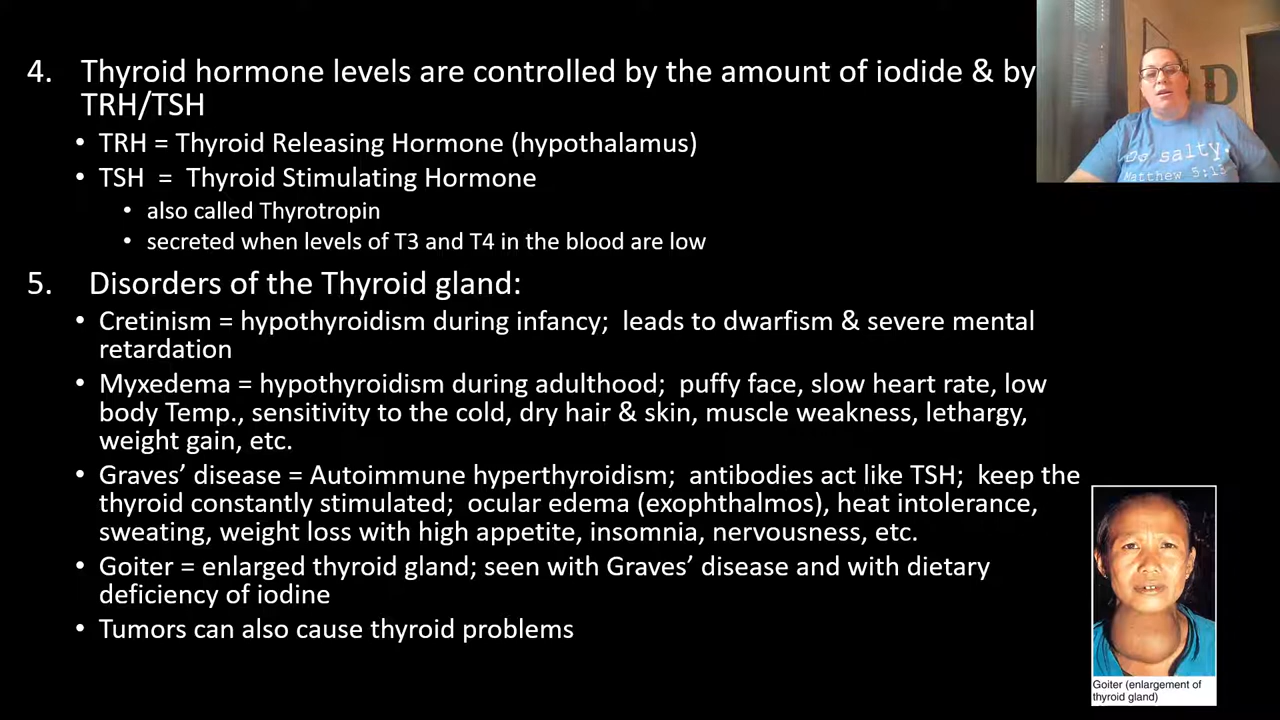 4. Thyroid hormone levels are controlled by the amount of iodide & by
TRH/TSH
• TRH = Thyroid Releasing Hormone (hypothalamus)
• TSH = Thyroid Stimulating Hormone
• also called Thyrotropin
• secreted when levels of T3 and T4 in the blood are low
5. Disorders of the Thyroid gland:
• Cretinism = hypothyroidism during infancy; leads to dwarfism & severe mental
retardation
• Myxedema = hypothyroidism during adulthood; puffy face, slow heart rate, low
body Temp., sensitivity to the cold, dry hair & skin, muscle weakness, lethargy,
weight gain, etc.
• Graves’ disease = Autoimmune hyperthyroidism; antibodies act like TSH; keep the
thyroid constantly stimulated; ocular edema (exophthalmos), heat intolerance,
sweating, weight loss with high appetite, insomnia, nervousness, etc.
• Goiter = enlarged thyroid gland; seen with Graves’ disease and with dietary
deficiency of iodine
• Tumors can also cause thyroid problems
D
salty.
Matthew 5:13
Goiter (enlargement of
thyroid gland)